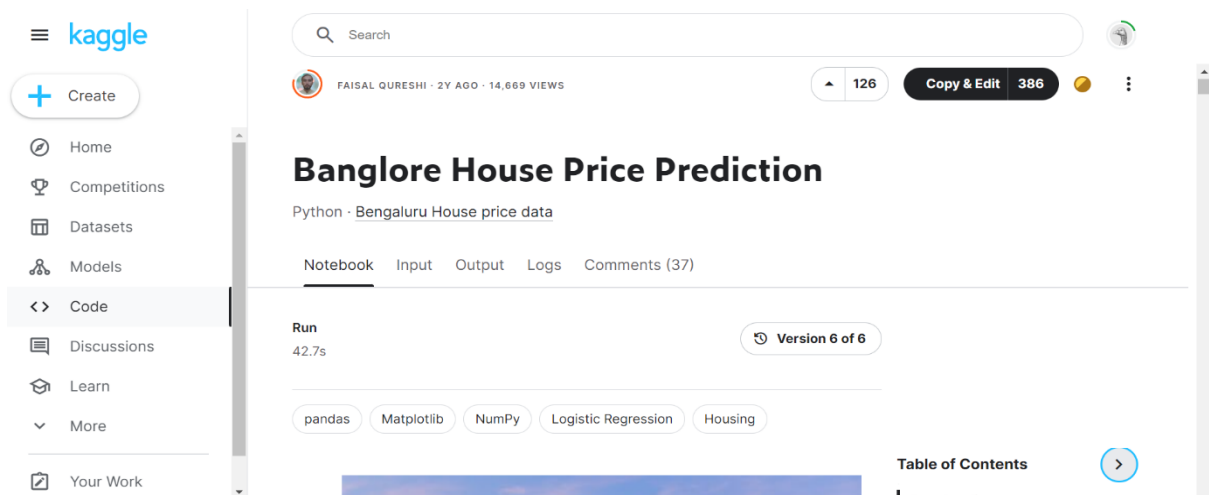 kaggle
Search
Create
Home
Competitions
Datasets
Models
Code
Discussions
Learn
More
Your Work
FAISAL QURESHI · 2Y AGO · 14,669 VIEWS
126
Copy & Edit 386
Banglore House Price Prediction
Python · Bengaluru House price data
Notebook Input Output Logs Comments (37)
Run
42.7s
Version 6 of 6
pandas Matplotlib NumPy Logistic Regression Housing
Table of Contents